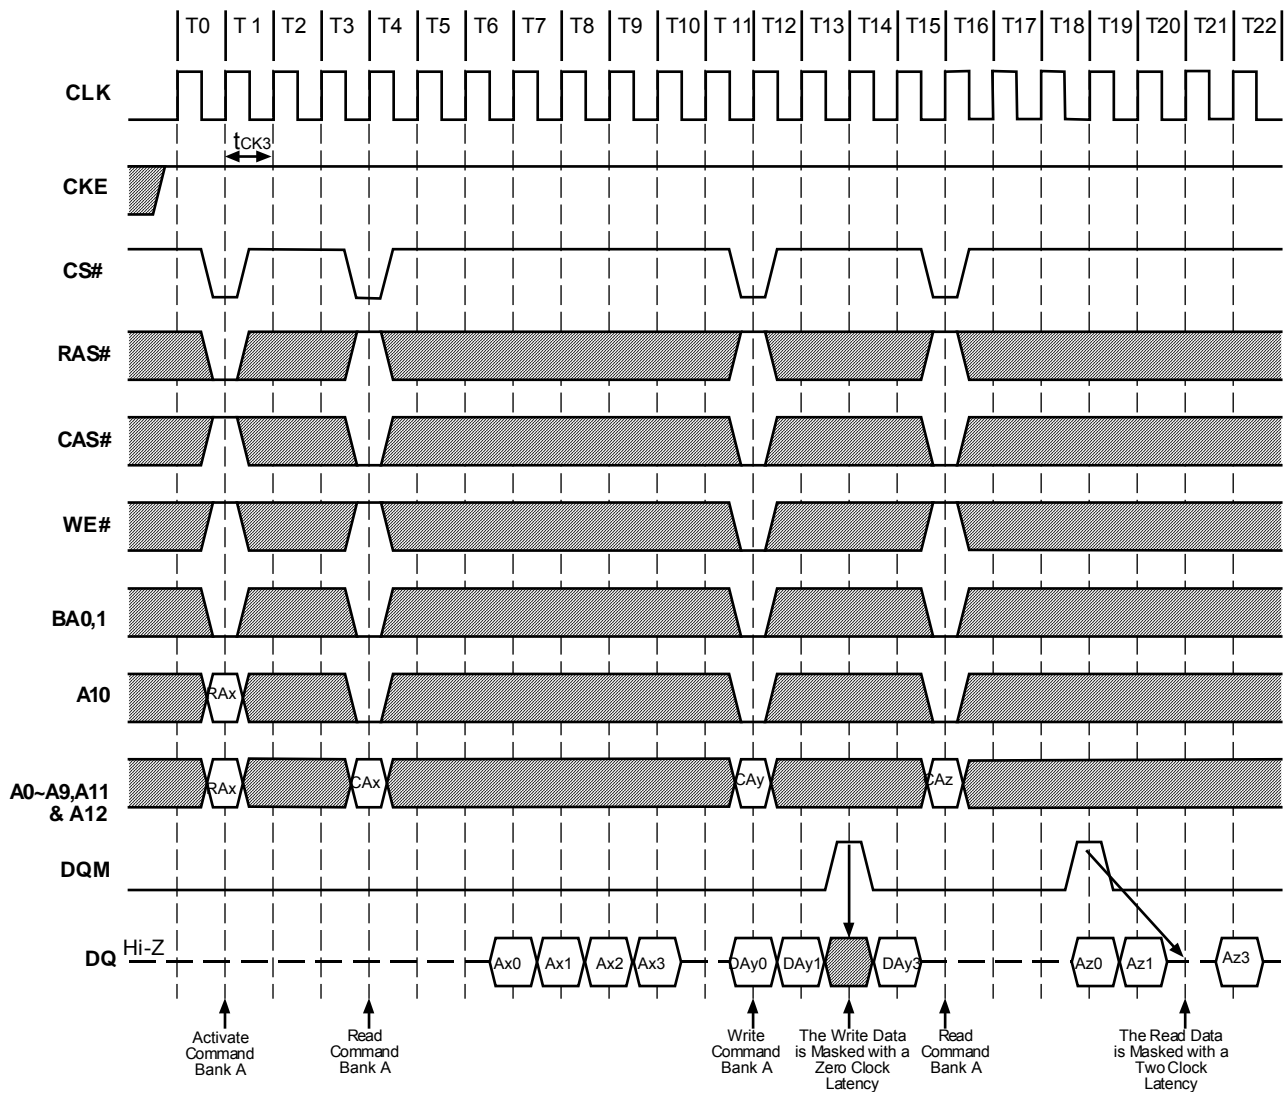 T0 T 1 T2 T3 T4 T5 T6 T7 T8 T9 T10 T 11 T12 T13 T14 T15 T16 T17 T18 T19 T20 T21 T22
CLK
tCK3
CKE
CS#
RAS#
CAS#
WE#
BA0,1
A10
RAx
A0~A9,A11
& A12
RAx CAx CAy CAz
DQM
DQ Hi-Z
Ax0 Ax1 Ax2 Ax3 DAy0 DAy1 DAy3 Az0 Az1 Az3
Activate
Command
Bank A
Read
Command
Bank A
Write
Command
Bank A
The Write Data
is Masked with a
Zero Clock
Latency
Read
Command
Bank A
The Read Data
is Masked with a
Two Clock
Latency